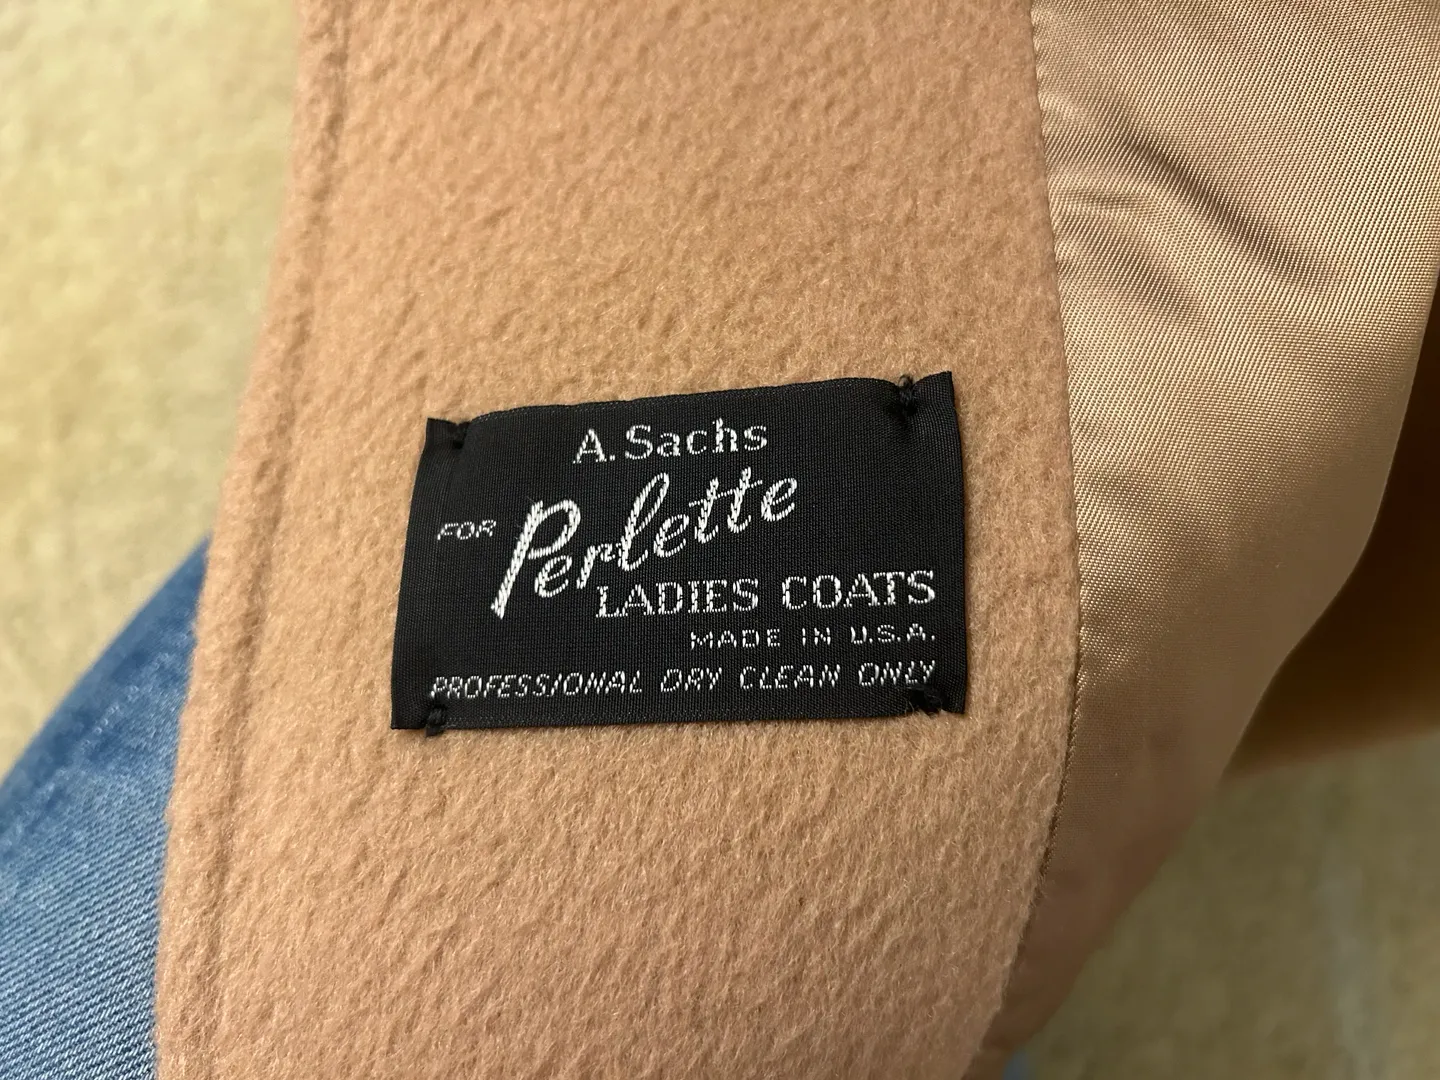 A. Sachs
FOR Perlette
LADIES COATS
MADE IN U.S.A.
PROFESSIONAL DRY CLEAN ONLY